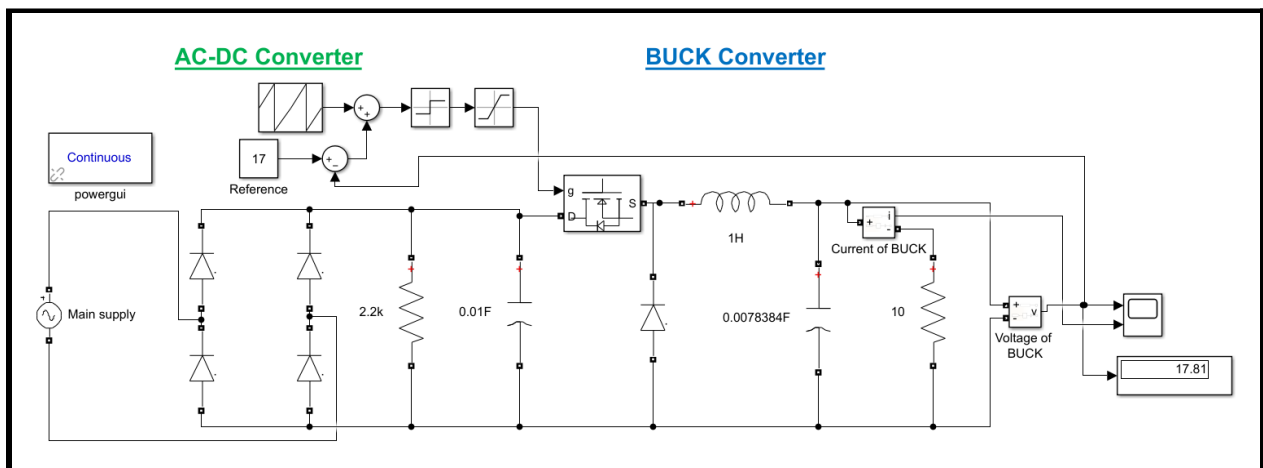 AC-DC Converter
BUCK Converter
17
Reference
Continuous
powergui
g
D
S
1H
i
+
-
Current of BUCK
Main supply
2.2k
0.01F
0.0078384F
10
+
-
v
Voltage of
BUCK
17.81